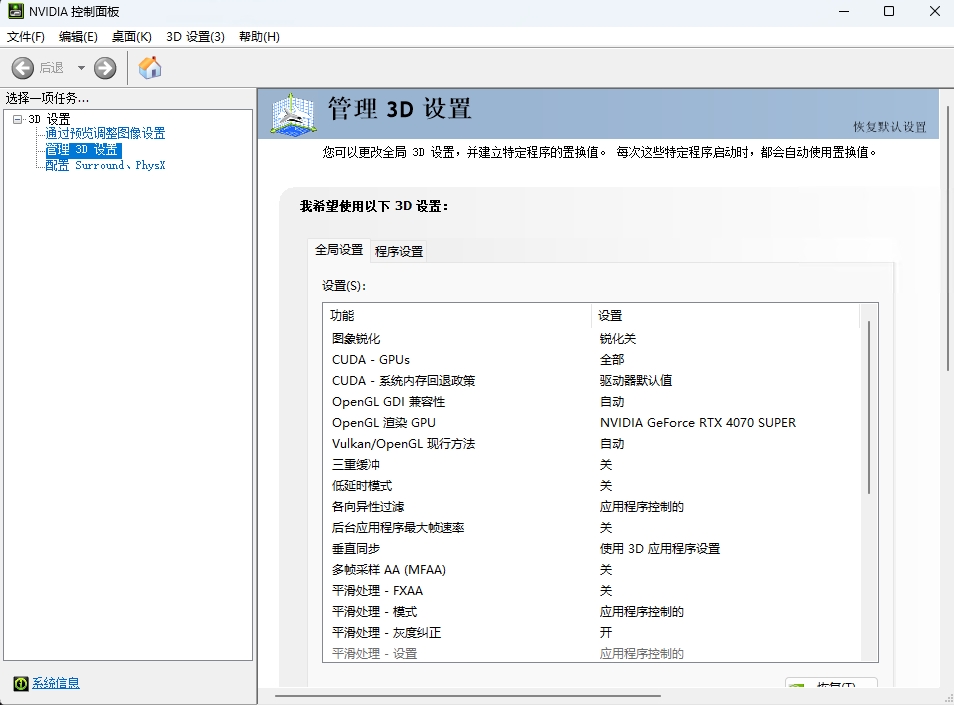 NVIDIA 控制面板
文件(F) 编辑(E) 桌面(K) 3D 设置(3) 帮助(H)
后退
选择一项任务...
3D 设置
通过预览调整图像设置
管理 3D 设置
配置 Surround、PhysX
系统信息
管理 3D 设置
恢复默认设置
您可以更改全局 3D 设置，并建立特定程序的置换值。 每次这些特定程序启动时，都会自动使用置换值。
我希望使用以下 3D 设置:
全局设置 程序设置
设置(S):
功能 设置
图象锐化 锐化关
CUDA - GPUs 全部
CUDA - 系统内存回退政策 驱动器默认值
OpenGL GDI 兼容性 自动
OpenGL 渲染 GPU NVIDIA GeForce RTX 4070 SUPER
Vulkan/OpenGL 现行方法 自动
三重缓冲 关
低延时模式 关
各向异性过滤 应用程序控制的
后台应用程序最大帧速率 关
垂直同步 使用 3D 应用程序设置
多帧采样 AA (MFAA) 关
平滑处理 - FXAA 关
平滑处理 - 模式 应用程序控制的
平滑处理 - 灰度纠正 开
平滑处理 - 设置 应用程序控制的
恢复(T)